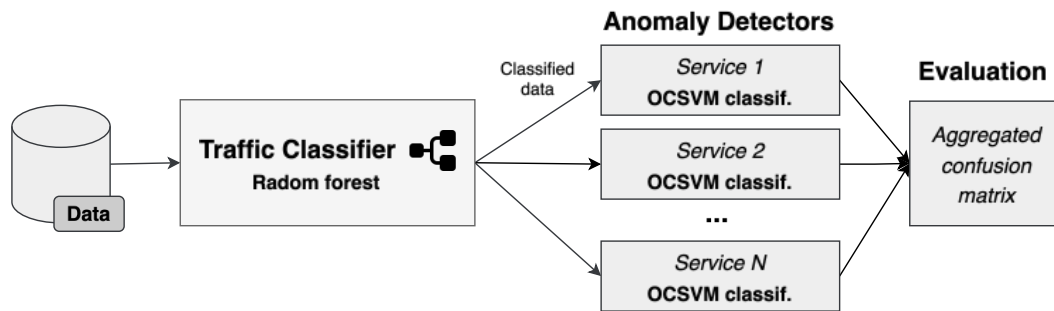 Data
Traffic Classifier
Radom forest
Classified
data
Anomaly Detectors
Service 1
OCSVM classif.
Service 2
OCSVM classif.
...
Service N
OCSVM classif.
Evaluation
Aggregated
confusion
matrix